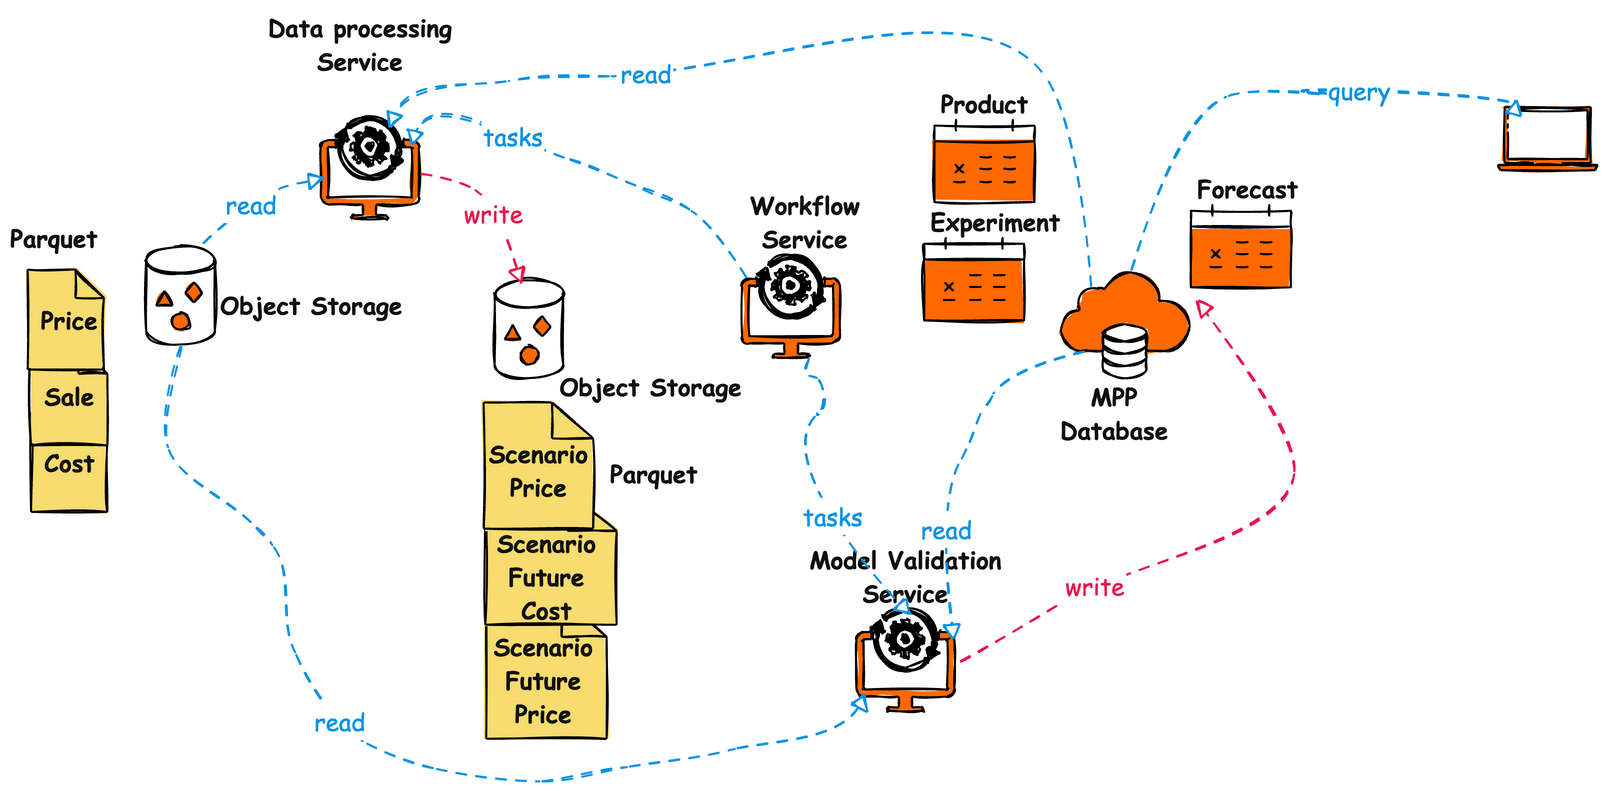 Data processing
Service
read
query
tasks
Product
Workflow
Service
Experiment
Forecast
read
write
Parquet
Price
Sale
Cost
Object Storage
Object Storage
Parquet
Scenario
Price
Scenario
Future
Cost
Scenario
Future
Price
MPP
Database
tasks
read
Model Validation
Service
write
read